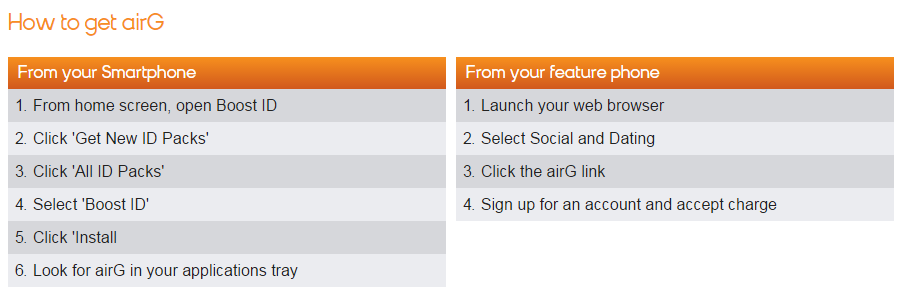 How to get airG
From your Smartphone
1. From home screen, open Boost ID
2. Click 'Get New ID Packs'
3. Click 'All ID Packs'
4. Select 'Boost ID'
5. Click 'Install
6. Look for airG in your applications tray
From your feature phone
1. Launch your web browser
2. Select Social and Dating
3. Click the airG link
4. Sign up for an account and accept charge